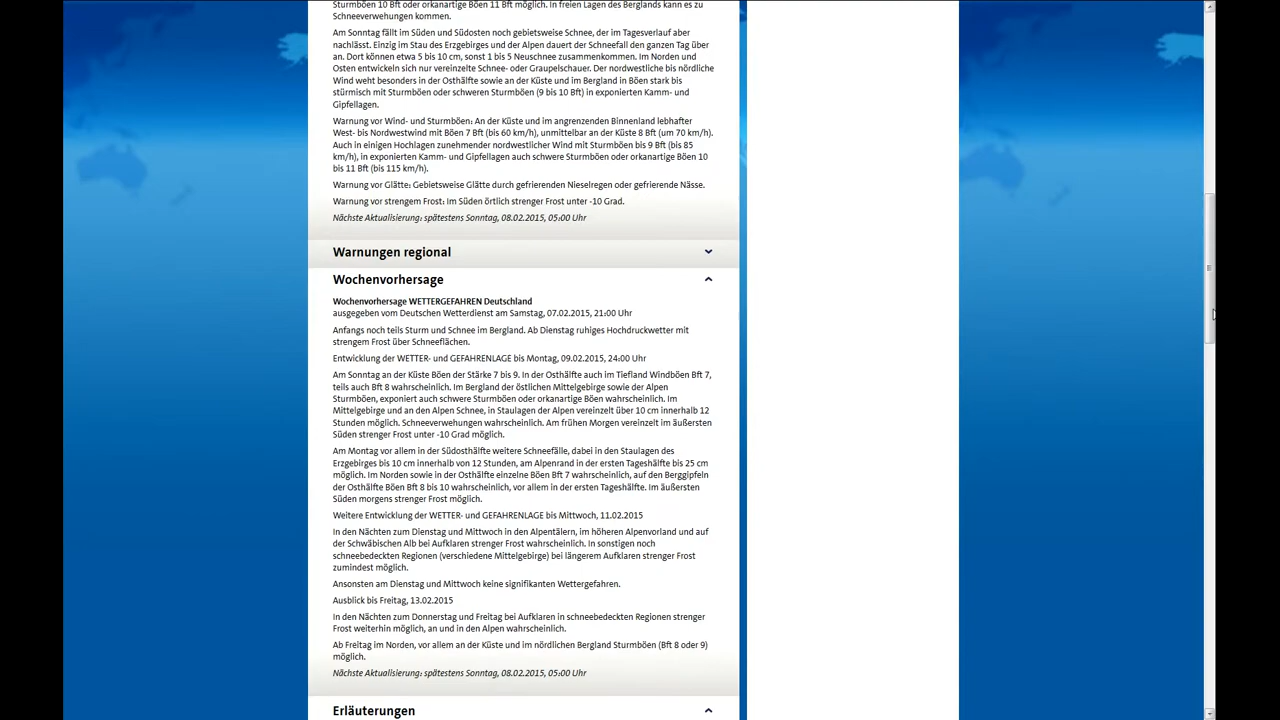 Sturmböen 10 Bft oder orkanartige Böen 11 Bft möglich. In freien Lagen des Berglands kann es zu
Schneeverwehungen kommen.
Am Sonntag fällt im Süden und Südosten noch gebietsweise Schnee, der im Tagesverlauf aber
nachlässt. Einzig im Stau des Erzgebirges und der Alpen dauert der Schneefall den ganzen Tag über
an. Dort können etwa 5 bis 10 cm, sonst 1 bis 5 Neuschnee zusammenkommen. Im Norden und
Osten entwickeln sich nur vereinzelte Schnee- oder Graupelschauer. Der nordwestliche bis nördliche
Wind weht besonders in der Osthälfte sowie an der Küste und im Bergland in Böen stark bis
stürmisch mit Sturmböen oder schweren Sturmböen (9 bis 10 Bft) in exponierten Kamm- und
Gipfellagen.
Warnung vor Wind- und Sturmböen: An der Küste und im angrenzenden Binnenland lebhafter
West- bis Nordwestwind mit Böen 7 Bft (bis 60 km/h), unmittelbar an der Küste 8 Bft (um 70 km/h).
Auch in einigen Hochlagen zunehmender nordwestlicher Wind mit Sturmböen bis 9 Bft (bis 85
km/h), in exponierten Kamm- und Gipfellagen auch schwere Sturmböen oder orkanartige Böen 10
bis 11 Bft (bis 115 km/h).
Warnung vor Glätte: Gebietsweise Glätte durch gefrierenden Nieselregen oder gefrierende Nässe.
Warnung vor strengem Frost: Im Süden örtlich strenger Frost unter -10 Grad.
Nächste Aktualisierung: spätestens Sonntag, 08.02.2015, 05:00 Uhr
Warnungen regional
Wochenvorhersage
Wochenvorhersage WETTERGEFAHREN Deutschland
ausgegeben vom Deutschen Wetterdienst am Samstag, 07.02.2015, 21:00 Uhr
Anfangs noch teils Sturm und Schnee im Bergland. Ab Dienstag ruhiges Hochdruckwetter mit
strengem Frost über Schneeflächen.
Entwicklung der WETTER- und GEFAHRENLAGE bis Montag, 09.02.2015, 24:00 Uhr
Am Sonntag an der Küste Böen der Stärke 7 bis 9. In der Osthälfte auch im Tiefland Windböen Bft 7,
teils auch Bft 8 wahrscheinlich. Im Bergland der östlichen Mittelgebirge sowie der Alpen
Sturmböen, exponiert auch schwere Sturmböen oder orkanartige Böen wahrscheinlich. Im
Mittelgebirge und an den Alpen Schnee, in Staulagen der Alpen vereinzelt über 10 cm innerhalb 12
Stunden möglich. Schneeverwehungen wahrscheinlich. Am frühen Morgen vereinzelt im äußersten
Süden strenger Frost unter -10 Grad möglich.
Am Montag vor allem in der Südosthälfte weitere Schneefälle, dabei in den Staulagen des
Erzgebirges bis 10 cm innerhalb von 12 Stunden, am Alpenrand in der ersten Tageshälfte bis 25 cm
möglich. Im Norden sowie in der Osthälfte einzelne Böen Bft 7 wahrscheinlich, auf den Berggipfeln
der Osthälfte Böen Bft 8 bis 10 wahrscheinlich, vor allem in der ersten Tageshälfte. Im äußersten
Süden morgens strenger Frost möglich.
Weitere Entwicklung der WETTER- und GEFAHRENLAGE bis Mittwoch, 11.02.2015
In den Nächten zum Dienstag und Mittwoch in den Alpentälern, im höheren Alpenvorland und auf
der Schwäbischen Alb bei Aufklaren strenger Frost wahrscheinlich. In sonstigen noch
schneebedeckten Regionen (verschiedene Mittelgebirge) bei längerem Aufklaren strenger Frost
zumindest möglich.
Ansonsten am Dienstag und Mittwoch keine signifikanten Wettergefahren.
Ausblick bis Freitag, 13.02.2015
In den Nächten zum Donnerstag und Freitag bei Aufklaren in schneebedeckten Regionen strenger
Frost weiterhin möglich, an und in den Alpen wahrscheinlich.
Ab Freitag im Norden, vor allem an der Küste und im nördlichen Bergland Sturmböen (Bft 8 oder 9)
möglich.
Nächste Aktualisierung: spätestens Sonntag, 08.02.2015, 05:00 Uhr
Erläuterungen